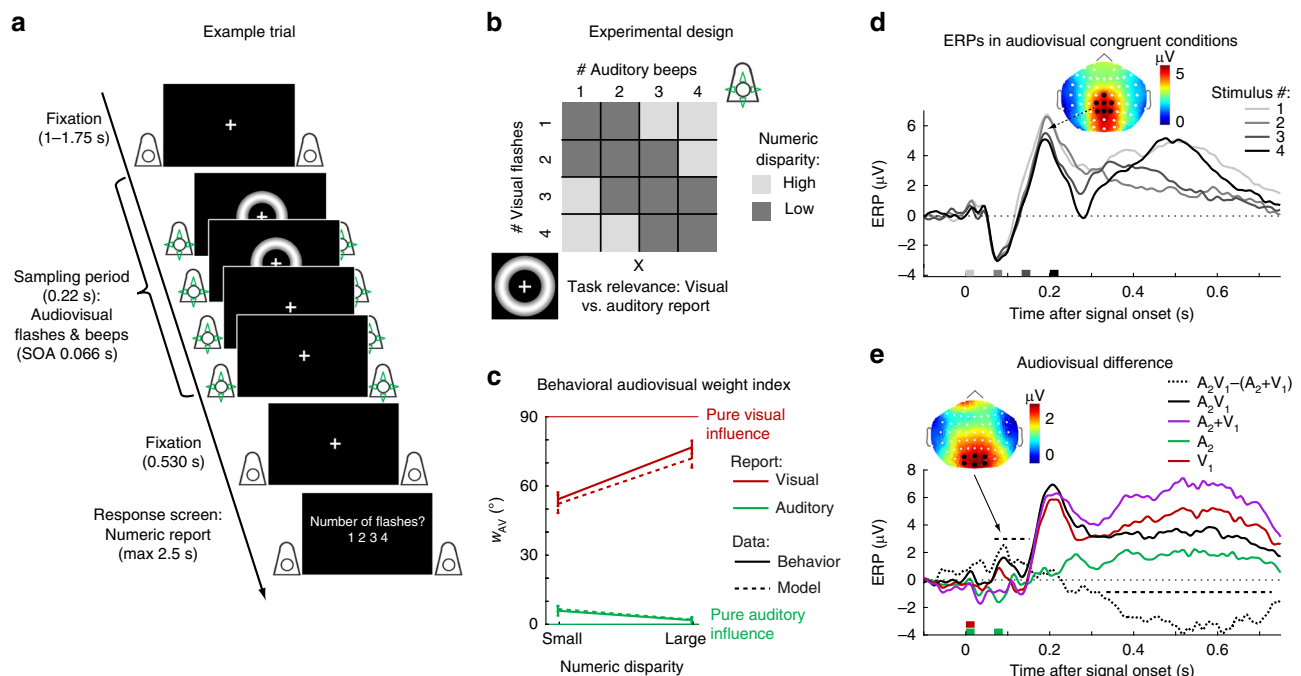 a
Example trial
Fixation
(1–1.75 s)
Sampling period
(0.22 s):
Audiovisual
flashes & beeps
(SOA 0.066 s)
Fixation
(0.530 s)
Response screen:
Numeric report
(max 2.5 s)
Number of flashes?
1 2 3 4
b
Experimental design
# Auditory beeps
1 2 3 4
# Visual flashes
1
2
3
4
Numeric
disparity:
High
Low
X
Task relevance: Visual
vs. auditory report
c
Behavioral audiovisual weight index
90
60
30
0
wAV (°)
Pure visual
influence
Report:
Visual
Auditory
Data:
Behavior
Model
Pure auditory
influence
Small Large
Numeric disparity
d
ERPs in audiovisual congruent conditions
µV
5
0
Stimulus #:
1
2
3
4
6
4
2
0
−2
−4
ERP (µV)
0 0.2 0.4 0.6
Time after signal onset (s)
e
Audiovisual difference
µV
2
0
A2V1−(A2+V1)
A2V1
A2+V1
A2
V1
8
6
4
2
0
−2
−4
ERP (µV)
0 0.2 0.4 0.6
Time after signal onset (s)